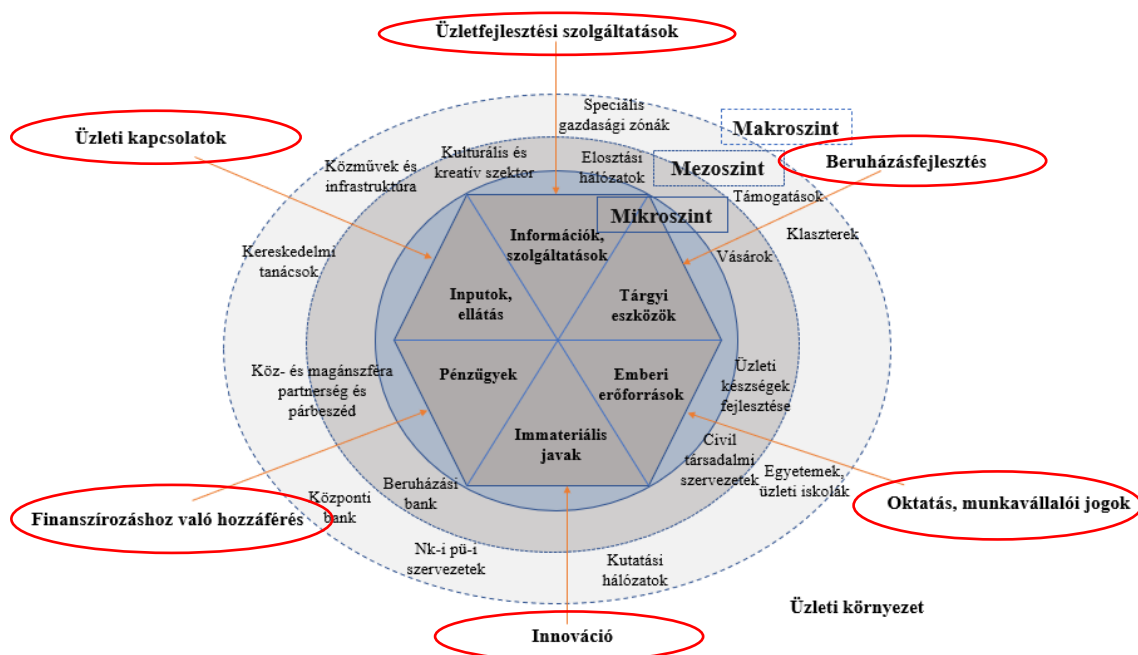 Üzletfejlesztési szolgáltatások
Üzleti kapcsolatok
Speciális
gazdasági zónák
Makroszint
Kulturális és
kreatív szektor
Elosztási
hálózatok
Mezoszint
Beruházásfejlesztés
Közművek és
infrastruktúra
Támogatások
Mikroszint
Klaszterek
Kereskedelmi
tanácsok
Információk,
szolgáltatások
Vásárok
Inputok,
ellátás
Tárgyi
eszközök
Köz- és magánszféra
partnerség és
párbeszéd
Pénzügyek
Emberi
erőforrások
Üzleti
készségek
fejlesztése
Immateriális
javak
Civil
társadalmi
szervezetek
Egyetemek,
üzleti iskolák
Beruházási
bank
Központi
bank
Finanszírozáshoz való hozzáférés
Oktatás, munkavállalói jogok
Nk-i pü-i
szervezetek
Kutatási
hálózatok
Üzleti környezet
Innováció